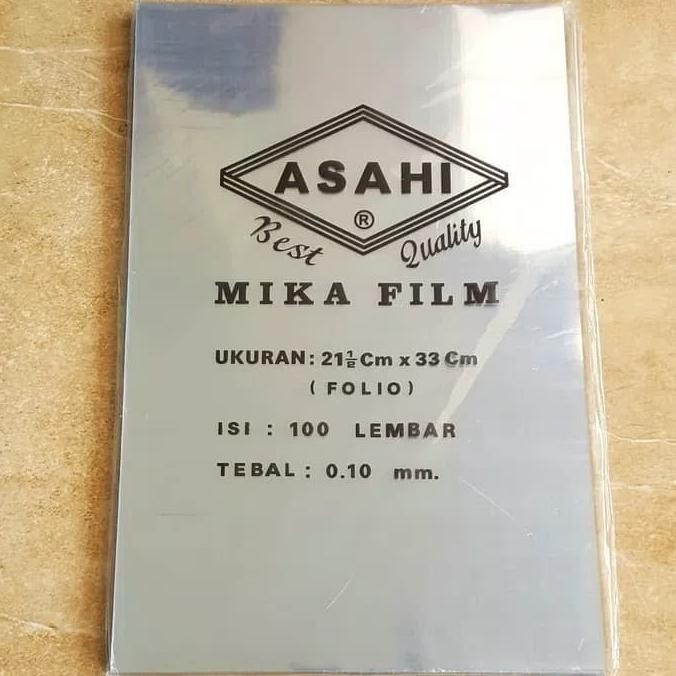 ASAHI
®
Best Quality
MIKA FILM
UKURAN: 21½ Cm x 33 Cm
( FOLIO )
ISI : 100 LEMBAR
TEBAL : 0.10 mm.